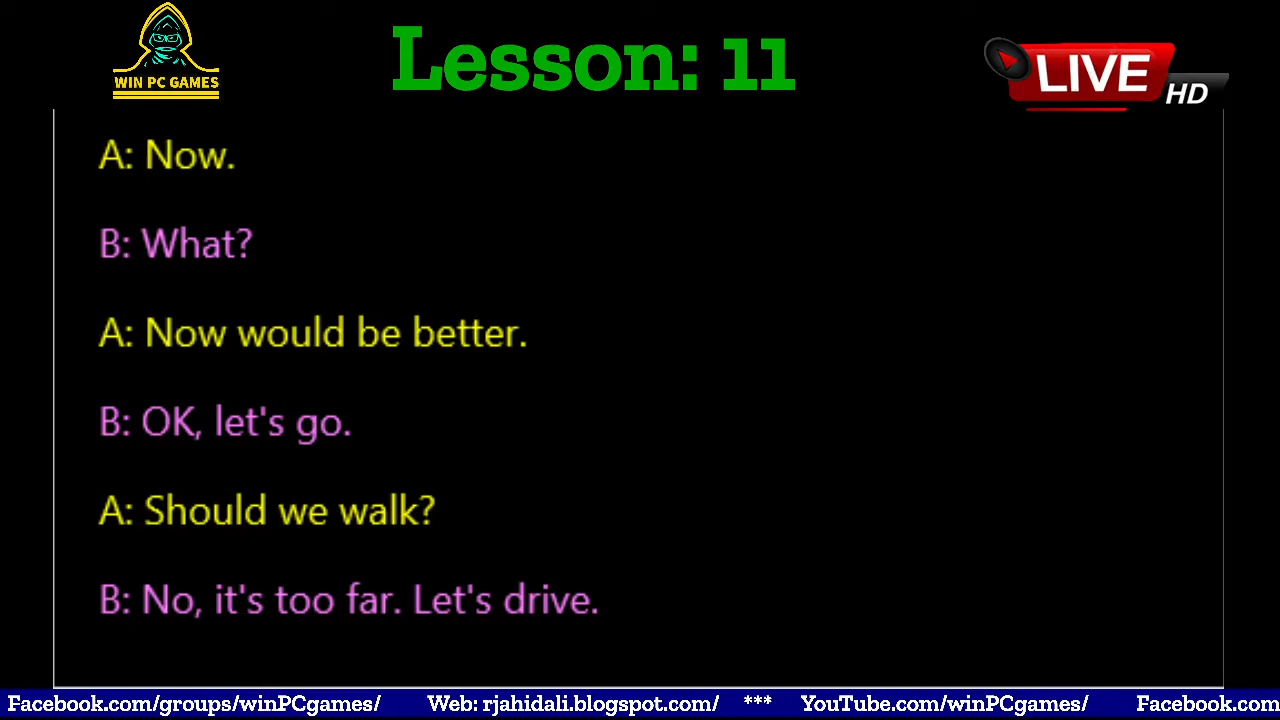 WIN PC GAMES
Lesson: 11
LIVE
HD
A: Now.
B: What?
A: Now would be better.
B: OK, let's go.
A: Should we walk?
B: No, it's too far. Let's drive.
Facebook.com/groups/winPCgames/ Web: rjahidali.blogspot.com/ *** YouTube.com/winPCgames/ Facebook.com